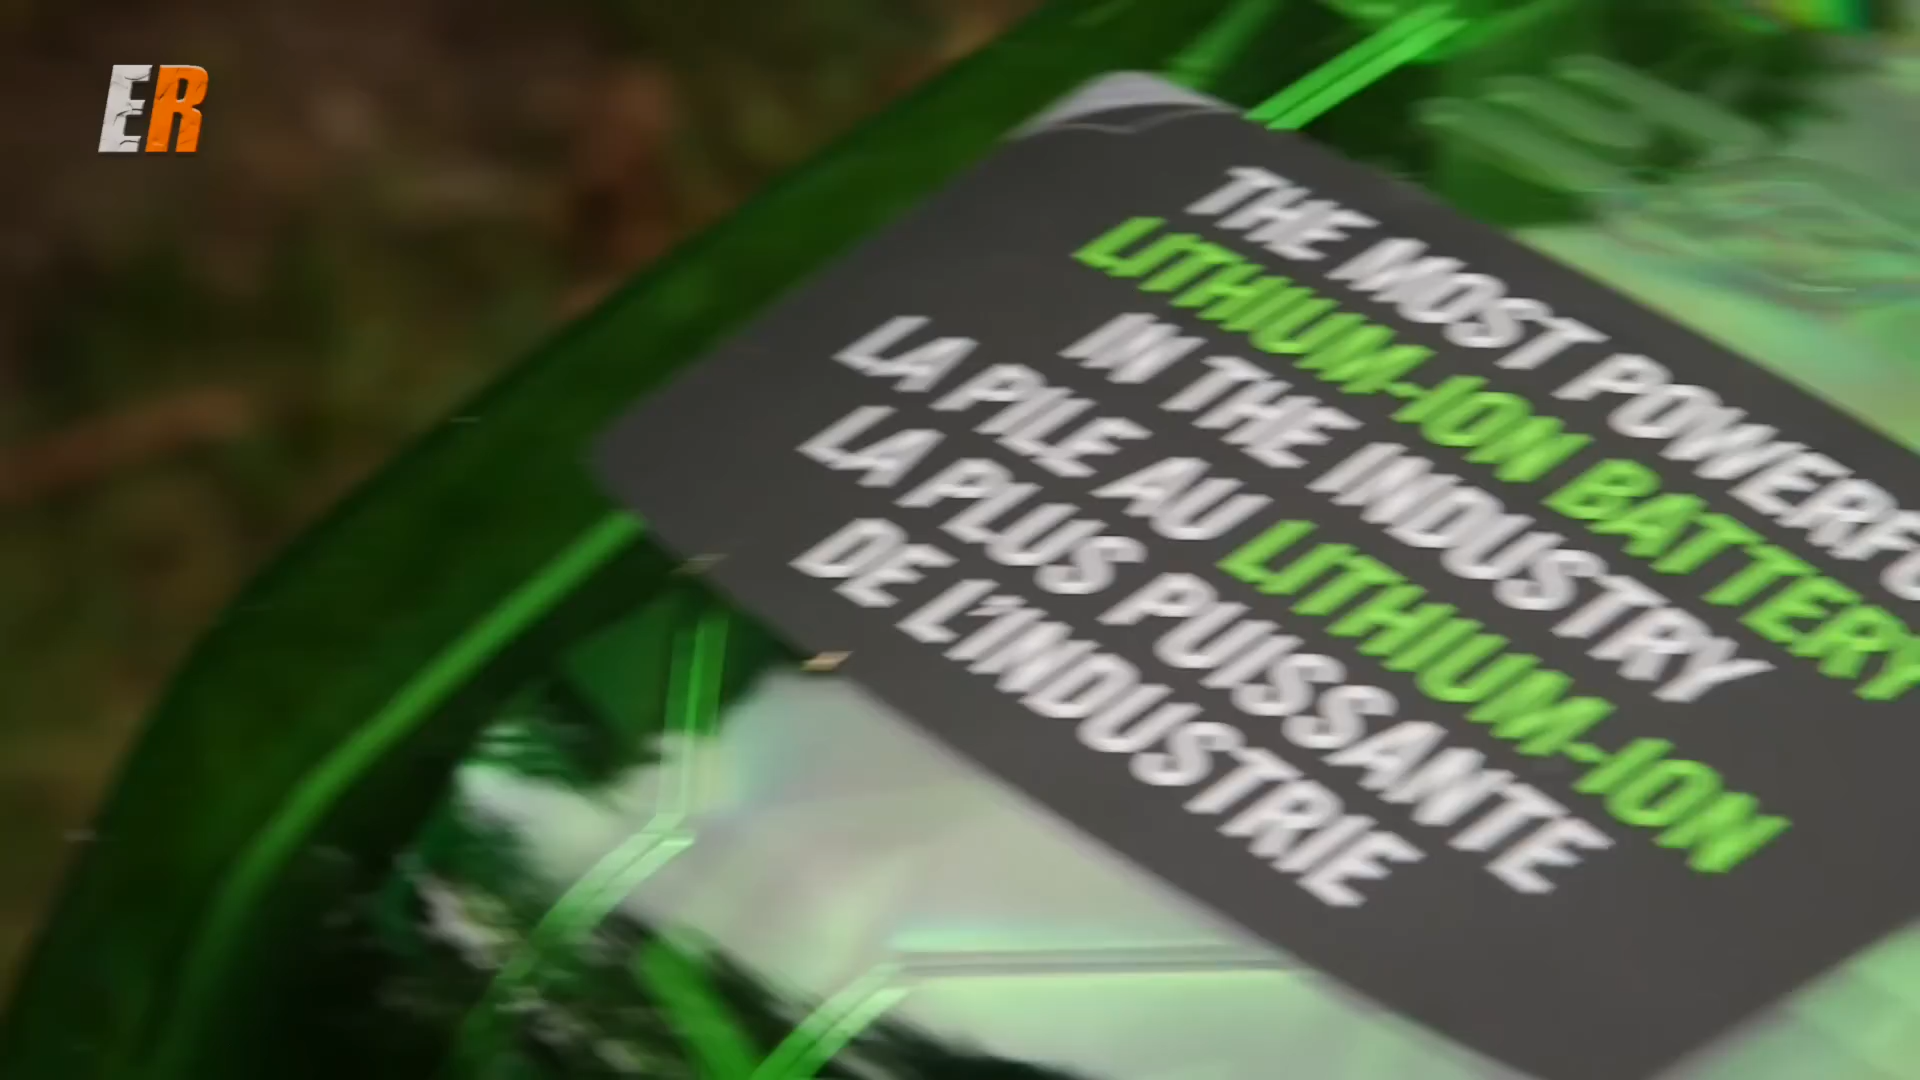 ER
THE MOST POWERFU
LITHIUM-ION BATTERY
IN THE INDUSTRY
LA PILE AU LITHIUM-ION
LA PLUS PUISSANTE
DE L'INDUSTRIE